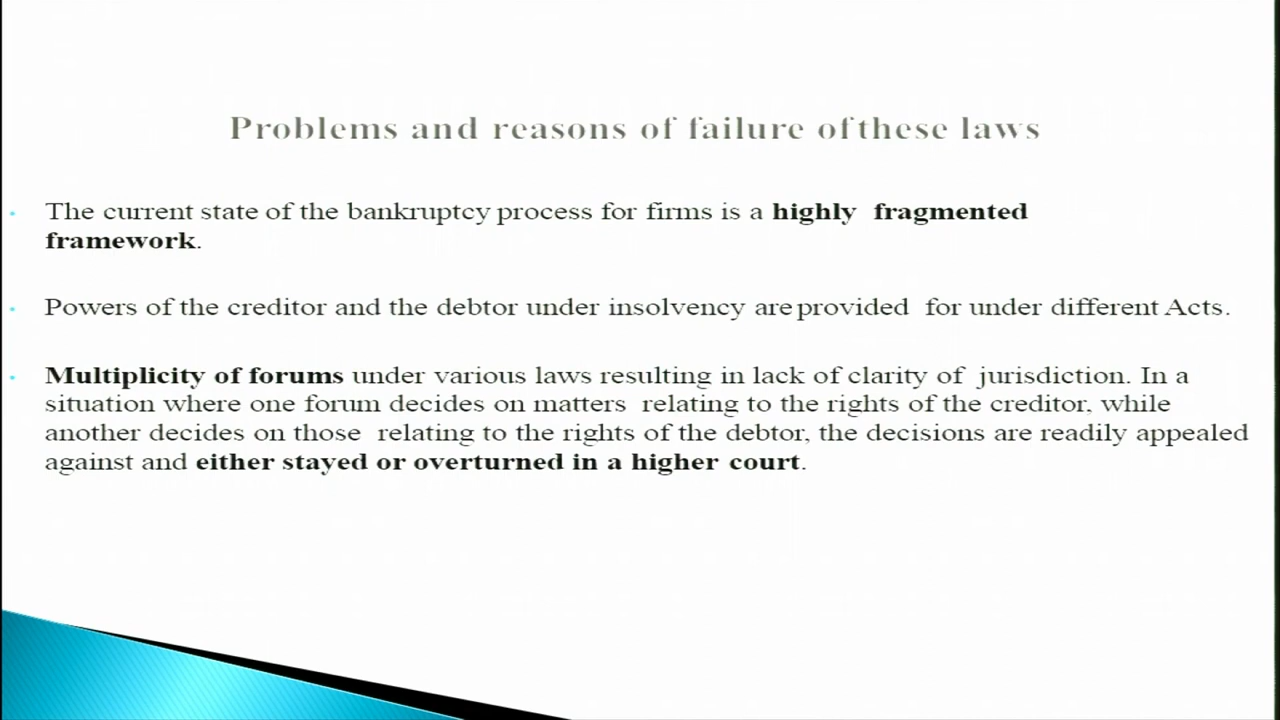 Problems and reasons of failure of these laws
The current state of the bankruptcy process for firms is a highly fragmented
framework.
Powers of the creditor and the debtor under insolvency are provided for under different Acts.
Multiplicity of forums under various laws resulting in lack of clarity of jurisdiction. In a
situation where one forum decides on matters relating to the rights of the creditor, while
another decides on those relating to the rights of the debtor, the decisions are readily appealed
against and either stayed or overturned in a higher court.